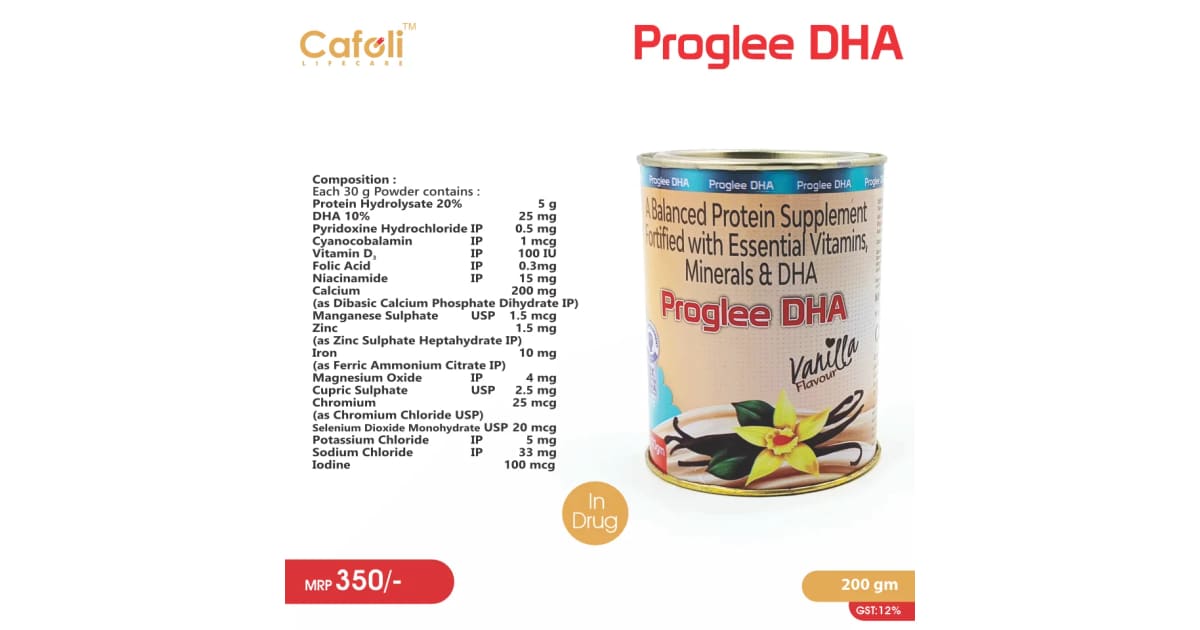 Cafoli™
LIFECARE
Proglee DHA
Composition :
Each 30 g Powder contains :
Protein Hydrolysate 20% 5 g
DHA 10% 25 mg
Pyridoxine Hydrochloride IP 0.5 mg
Cyanocobalamin IP 1 mcg
Vitamin D₃ IP 100 IU
Folic Acid IP 0.3mg
Niacinamide IP 15 mg
Calcium 200 mg
(as Dibasic Calcium Phosphate Dihydrate IP)
Manganese Sulphate USP 1.5 mcg
Zinc 1.5 mg
(as Zinc Sulphate Heptahydrate IP)
Iron 10 mg
(as Ferric Ammonium Citrate IP)
Magnesium Oxide IP 4 mg
Cupric Sulphate USP 2.5 mg
Chromium 25 mcg
(as Chromium Chloride USP)
Selenium Dioxide Monohydrate USP 20 mcg
Potassium Chloride IP 5 mg
Sodium Chloride IP 33 mg
Iodine 100 mcg
Proglee DHA Proglee DHA Proglee DHA
A Balanced Protein Supplement
Fortified with Essential Vitamins,
Minerals & DHA
Proglee DHA
Vanilla
Flavour
In
Drug
MRP 350/-
200 gm
GST:12%